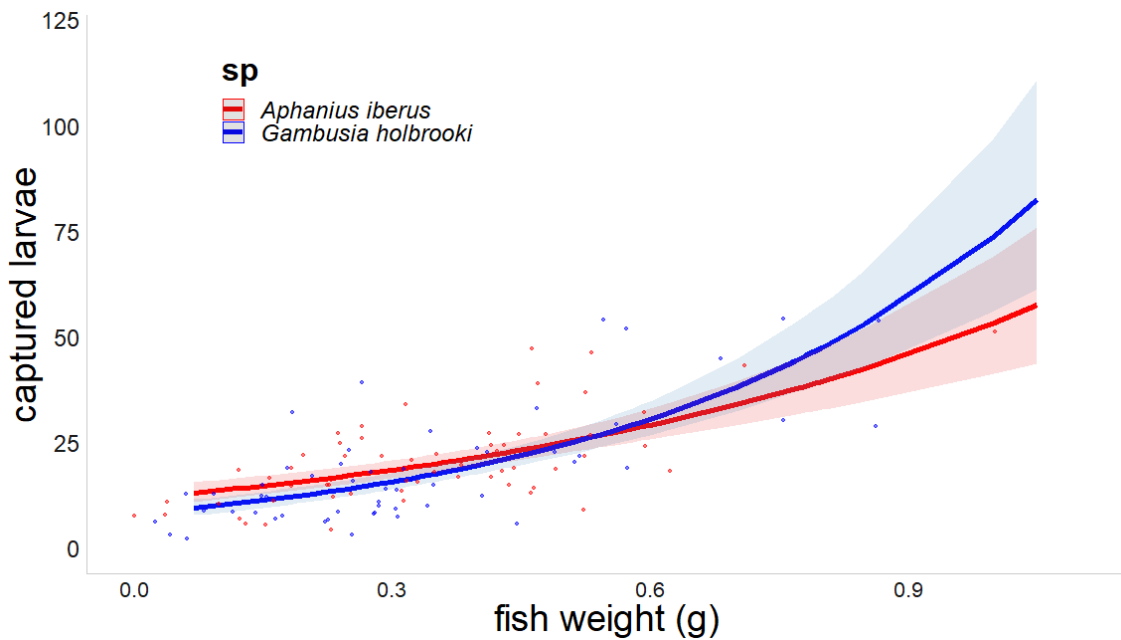 125
100
75
50
25
0
captured larvae
sp
Aphanius iberus
Gambusia holbrooki
0.0 0.3 0.6 0.9
fish weight (g)